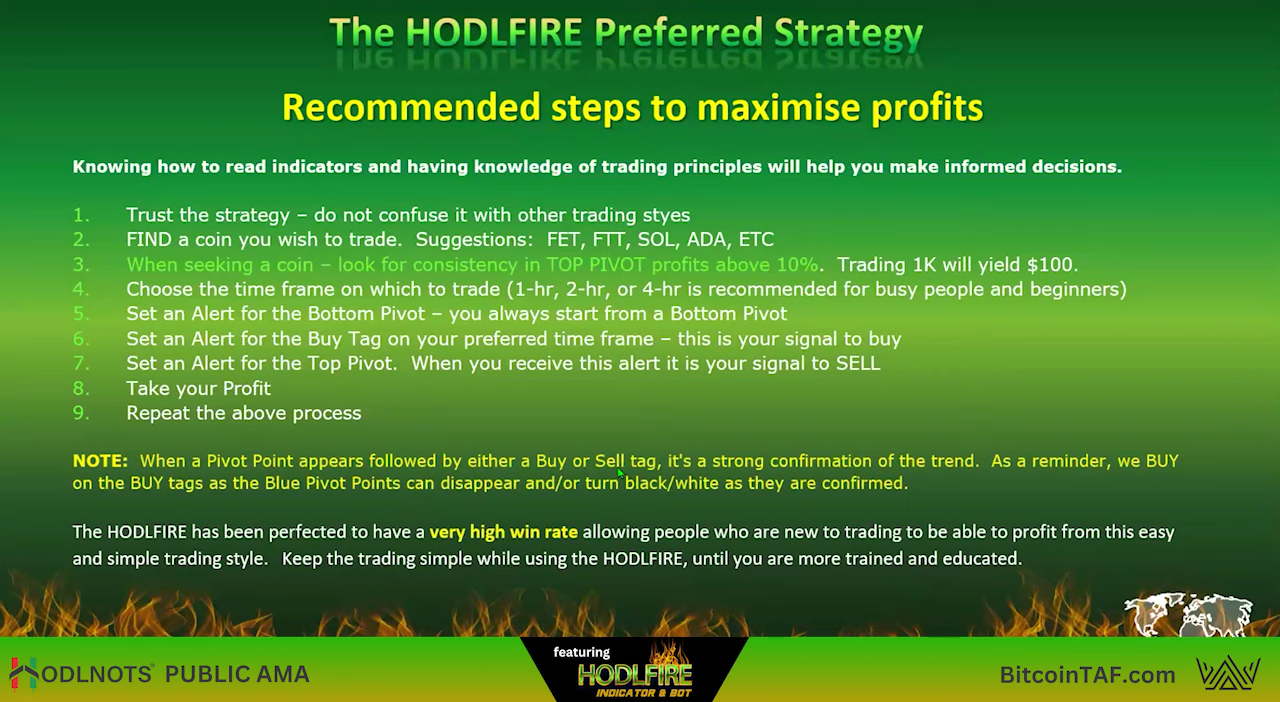 The HODLFIRE Preferred Strategy
Recommended steps to maximise profits
Knowing how to read indicators and having knowledge of trading principles will help you make informed decisions.
1. Trust the strategy – do not confuse it with other trading styes
2. FIND a coin you wish to trade. Suggestions: FET, FTT, SOL, ADA, ETC
3. When seeking a coin – look for consistency in TOP PIVOT profits above 10%. Trading 1K will yield $100.
4. Choose the time frame on which to trade (1-hr, 2-hr, or 4-hr is recommended for busy people and beginners)
5. Set an Alert for the Bottom Pivot – you always start from a Bottom Pivot
6. Set an Alert for the Buy Tag on your preferred time frame – this is your signal to buy
7. Set an Alert for the Top Pivot. When you receive this alert it is your signal to SELL
8. Take your Profit
9. Repeat the above process
NOTE: When a Pivot Point appears followed by either a Buy or Sell tag, it's a strong confirmation of the trend. As a reminder, we BUY
on the BUY tags as the Blue Pivot Points can disappear and/or turn black/white as they are confirmed.
The HODLFIRE has been perfected to have a very high win rate allowing people who are new to trading to be able to profit from this easy
and simple trading style. Keep the trading simple while using the HODLFIRE, until you are more trained and educated.
HODLNOTS PUBLIC AMA
featuring
HODLFIRE
INDICATOR & BOT
BitcoinTAF.com